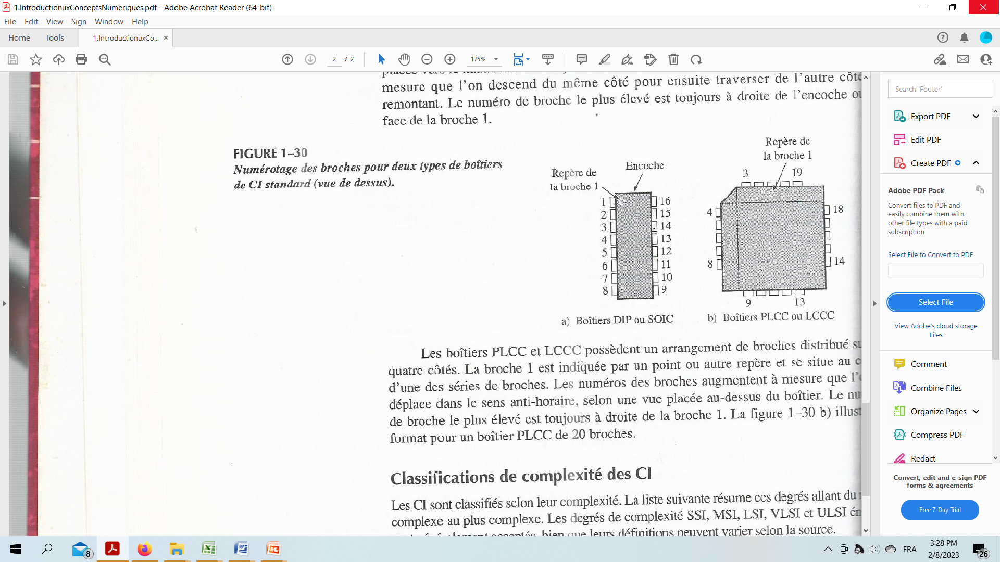 1.IntroductionuxConceptsNumeriques.pdf - Adobe Acrobat Reader (64-bit)
File Edit View Sign Window Help
Home Tools 1.IntroductionuxCo... ×
2 / 2 175%
mesure que l'on descend du même côté pour ensuite traverser de l'autre côté
remontant. Le numéro de broche le plus élevé est toujours à droite de l'encoche
face de la broche 1.
FIGURE 1–30
Numérotage des broches pour deux types de boîtiers
de CI standard (vue de dessus).
Repère de
la broche 1
Encoche
1 16
2 15
3 14
4 13
5 12
6 11
7 10
8 9
a) Boîtiers DIP ou SOIC
Repère de
la broche 1
3 19
4 18
8 14
9 13
b) Boîtiers PLCC ou LCCC
Les boîtiers PLCC et LCCC possèdent un arrangement de broches distribué
quatre côtés. La broche 1 est indiquée par un point ou autre repère et se situe au
d'une des séries de broches. Les numéros des broches augmentent à mesure que
déplace dans le sens anti-horaire, selon une vue placée au-dessus du boîtier. Le
de broche le plus élevé est toujours à droite de la broche 1. La figure 1–30 b)
format pour un boîtier PLCC de 20 broches.
Classifications de complexité des CI
Les CI sont classifiés selon leur complexité. La liste suivante résume ces degrés allant du
complexe au plus complexe. Les degrés de complexité SSI, MSI, LSI, VLSI et ULSI
bien que leurs définitions peuvent varier selon la source.
Search 'Footer'
Export PDF
Edit PDF
Create PDF
Adobe PDF Pack
Convert files to PDF and
easily combine them with
other file types with a paid
subscription
Select File to Convert to PDF
Select File
View Adobe's cloud storage
Files
Comment
Combine Files
Organize Pages
Compress PDF
Redact
Convert, edit and e-sign PDF
forms & agreements
Free 7-Day Trial
8
FRA
3:28 PM
2/8/2023
26